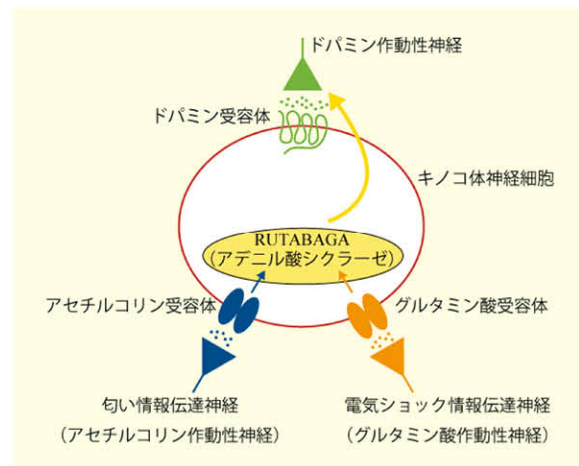 ドパミン作動性神経
ドパミン受容体
キノコ体神経細胞
RUTABAGA
(アデニル酸シクラーゼ)
アセチルコリン受容体
グルタミン酸受容体
匂い情報伝達神経
(アセチルコリン作動性神経)
電気ショック情報伝達神経
(グルタミン酸作動性神経)